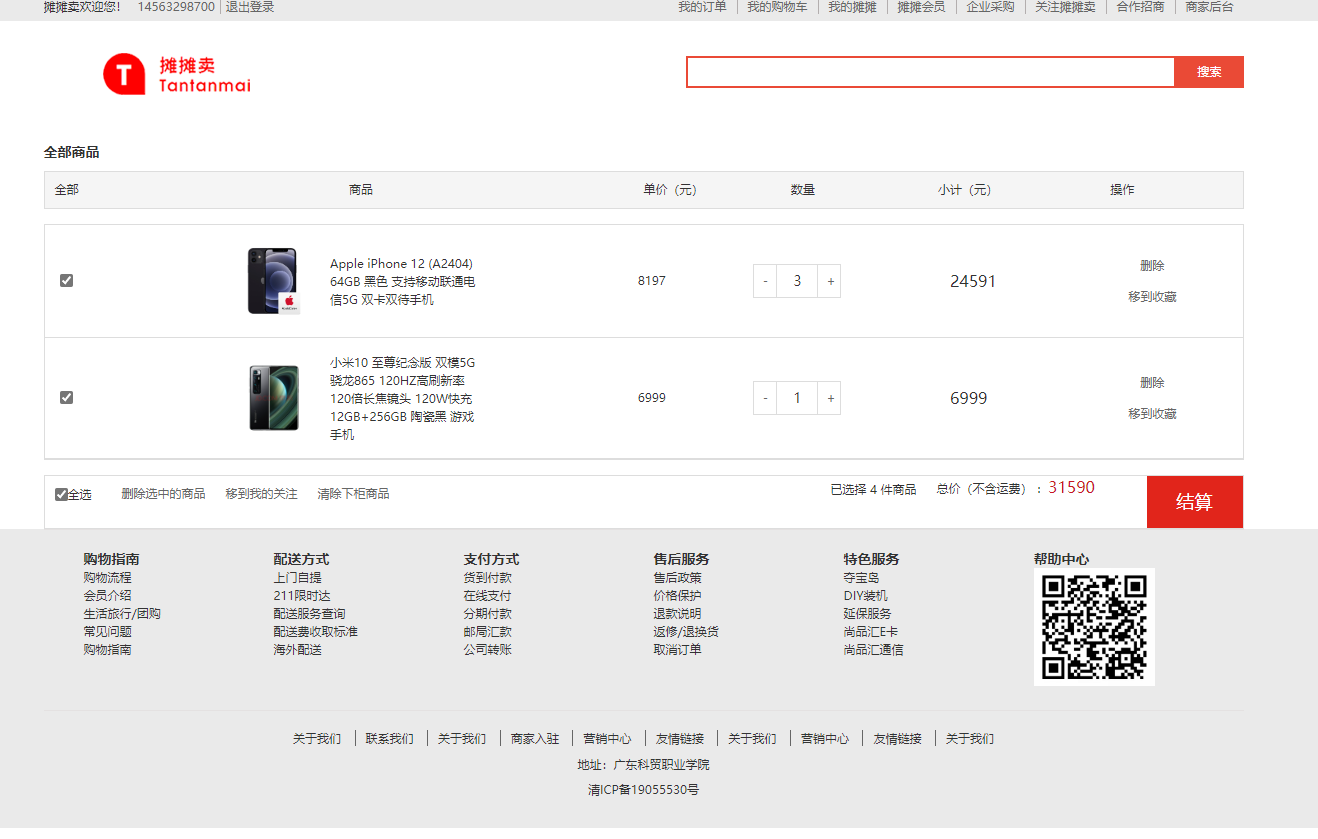 摊摊卖欢迎您! 14563298700 退出登录 我的订单 我的购物车 我的摊摊 摊摊会员 企业采购 关注摊摊卖 合作招商 商家后台
T 摊摊卖
Tantanmai
搜索
全部商品
全部 商品 单价（元） 数量 小计（元） 操作
Apple iPhone 12 (A2404)
64GB 黑色 支持移动联通电
信5G 双卡双待手机
8197 - 3 + 24591
删除
移到收藏
小米10 至尊纪念版 双模5G
骁龙865 120HZ高刷新率
120倍长焦镜头 120W快充
12GB+256GB 陶瓷黑 游戏
手机
6999 - 1 + 6999
删除
移到收藏
全选 删除选中的商品 移到我的关注 清除下柜商品 已选择 4 件商品 总价（不含运费）：31590 结算
购物指南
购物流程
会员介绍
生活旅行/团购
常见问题
购物指南
配送方式
上门自提
211限时达
配送服务查询
配送费收取标准
海外配送
支付方式
货到付款
在线支付
分期付款
邮局汇款
公司转账
售后服务
售后政策
价格保护
退款说明
返修/退换货
取消订单
特色服务
夺宝岛
DIY装机
延保服务
尚品汇E卡
尚品汇通信
帮助中心
关于我们 联系我们 关于我们 商家入驻 营销中心 友情链接 关于我们 营销中心 友情链接 关于我们
地址：广东科贸职业学院
清ICP备19055530号